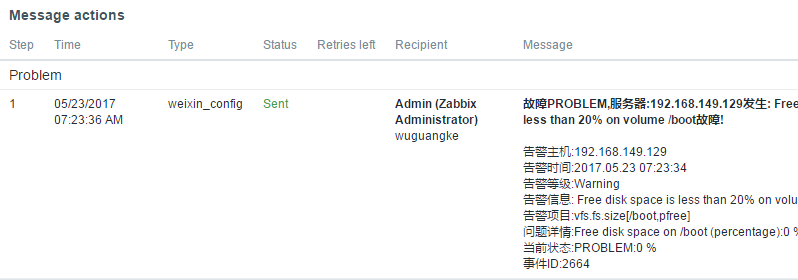 Message actions
Step Time Type Status Retries left Recipient Message
Problem
1 05/23/2017 weixin_config Sent Admin (Zabbix 故障PROBLEM,服务器:192.168.149.129发生: Free
07:23:36 AM Administrator) less than 20% on volume /boot故障!
wuguangke
告警主机:192.168.149.129
告警时间:2017.05.23 07:23:34
告警等级:Warning
告警信息: Free disk space is less than 20% on volu
告警项目:vfs.fs.size[/boot,pfree]
问题详情:Free disk space on /boot (percentage):0 %
当前状态:PROBLEM:0 %
事件ID:2664